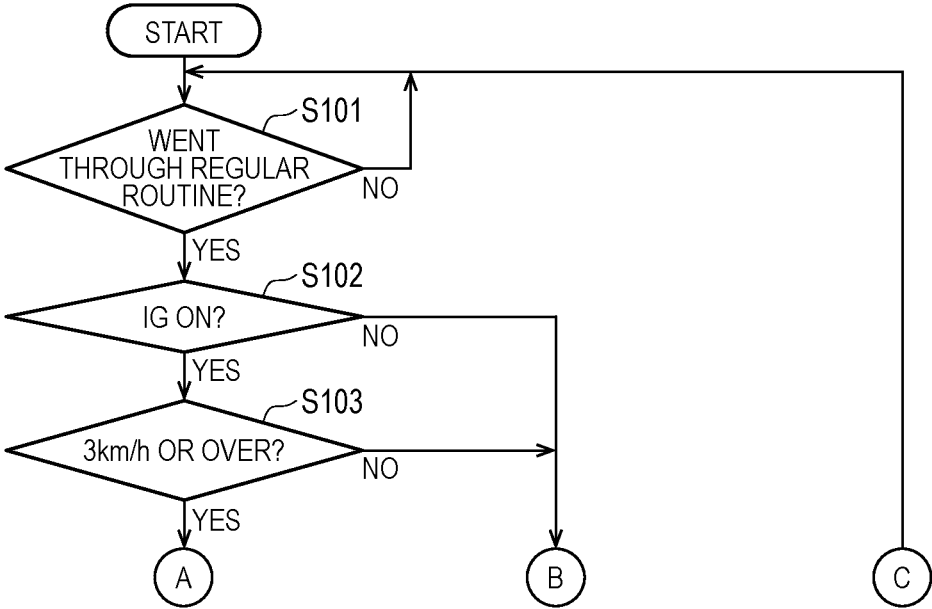 START
S101
WENT
THROUGH REGULAR
ROUTINE?
NO
YES
S102
IG ON?
NO
YES
S103
3km/h OR OVER?
NO
YES
A
B
C